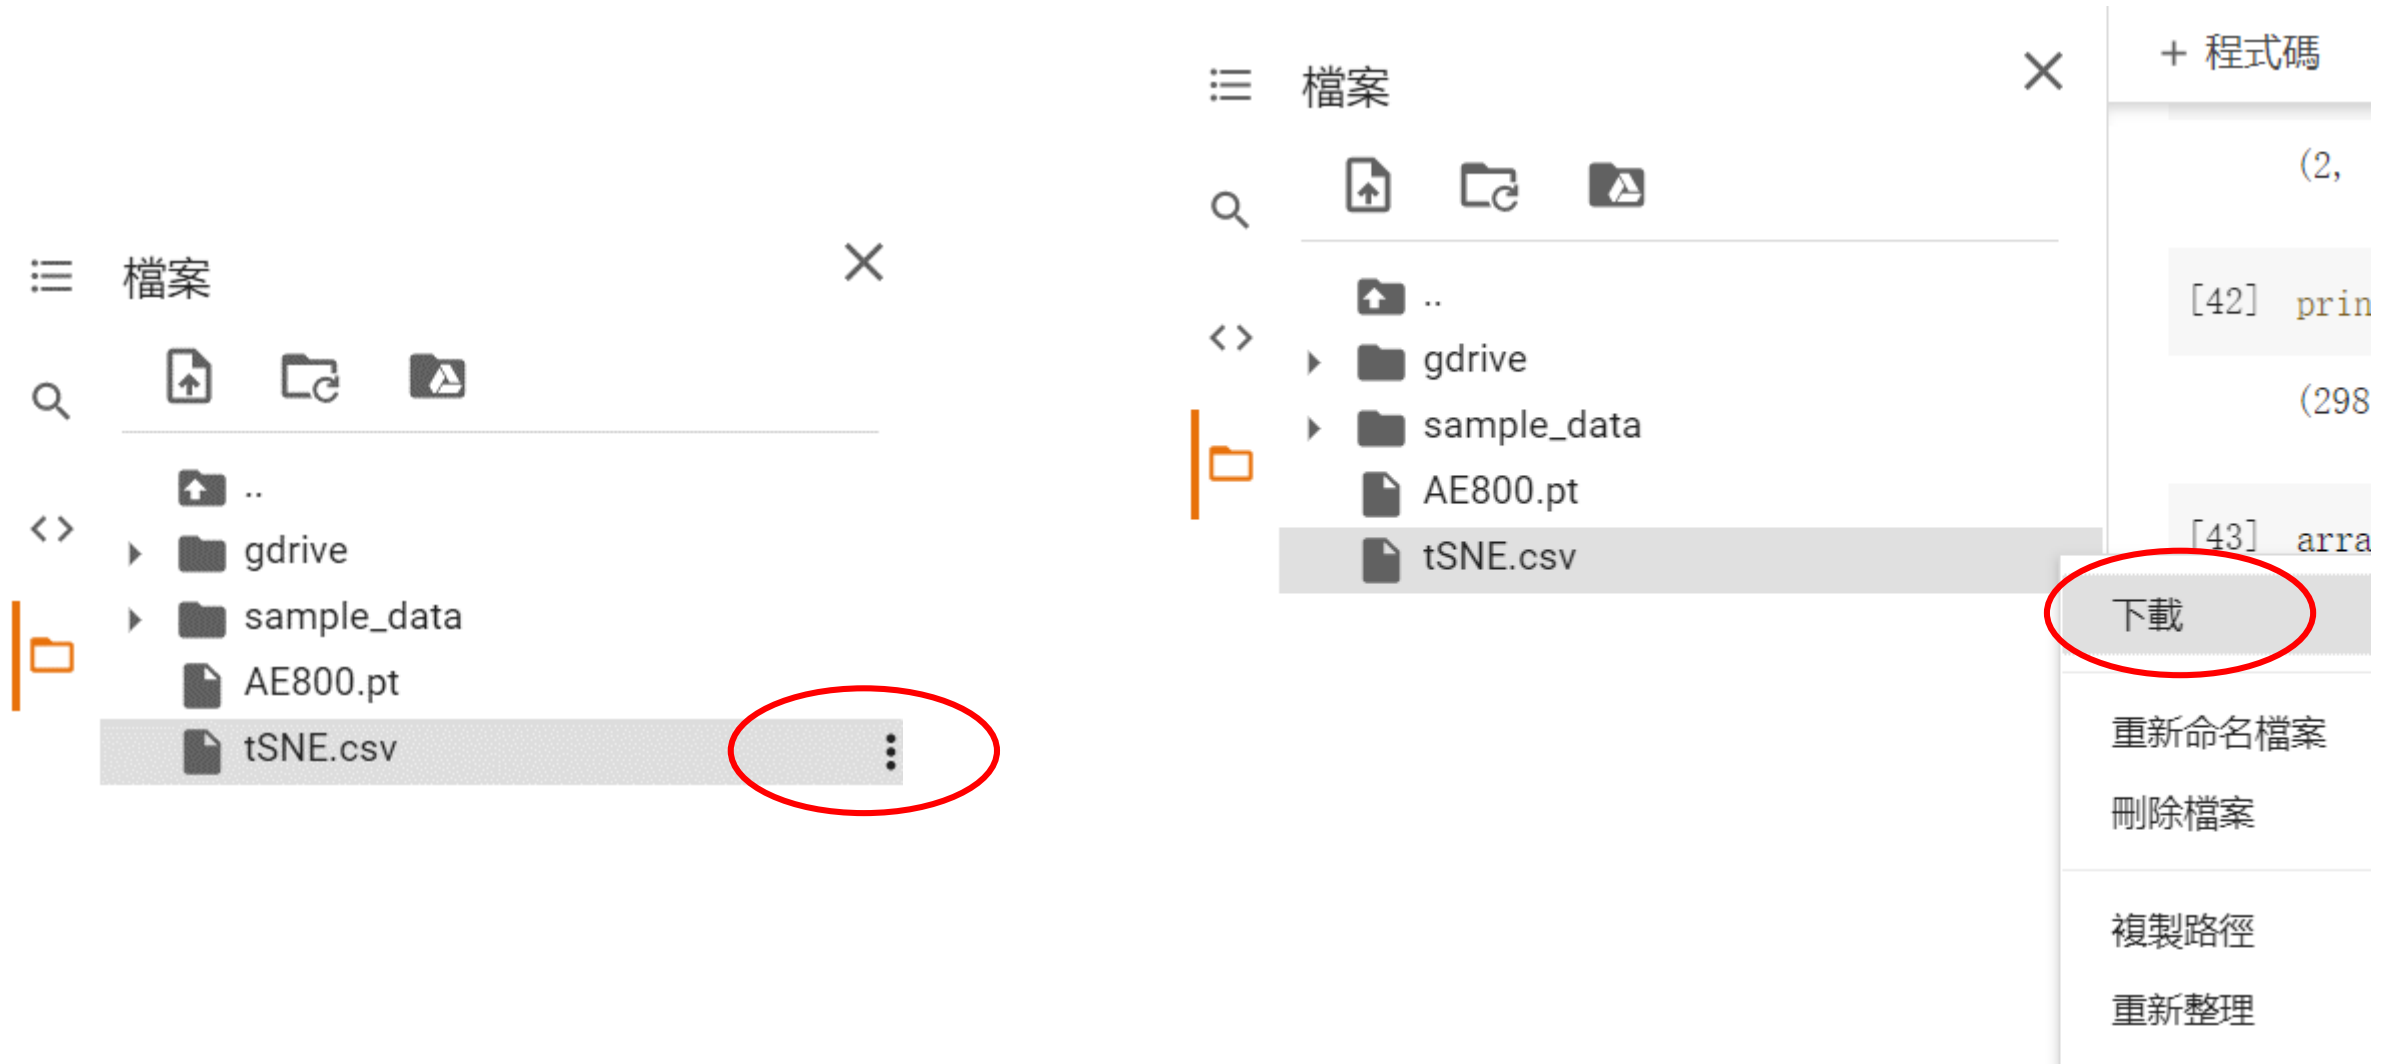 檔案
..
gdrive
sample_data
AE800.pt
tSNE.csv
檔案
..
gdrive
sample_data
AE800.pt
tSNE.csv
+ 程式碼
(2,
[42] prin
(298
[43] arra
下載
重新命名檔案
刪除檔案
複製路徑
重新整理